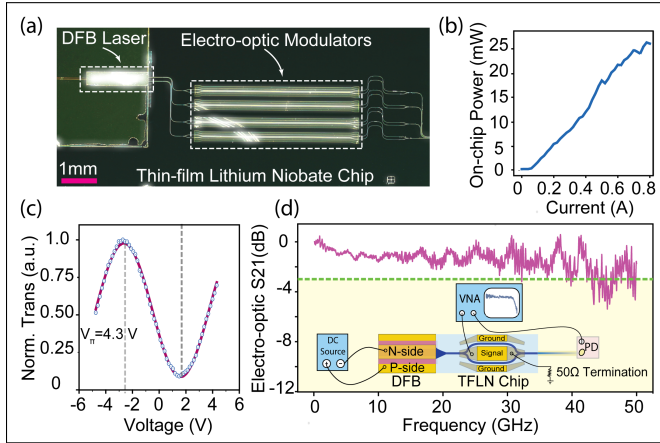 (a)
DFB Laser
Electro-optic Modulators
1mm
Thin-film Lithium Niobate Chip
(b)
On-chip Power (mW)
25
20
15
10
5
0
0
0.2
0.4
0.6
0.8
Current (A)
(c)
Norm. Trans (a.u.)
1.0
0.75
0.50
0.25
0
Vπ=4.3 V
-6
-4
-2
0
2
4
6
Voltage (V)
(d)
Electro-optic S21(dB)
0
-4
-8
-12
VNA
DC
Source
N-side
P-side
DFB
Ground
Signal
Ground
TFLN Chip
PD
50Ω Termination
0
10
20
30
40
50
Frequency (GHz)